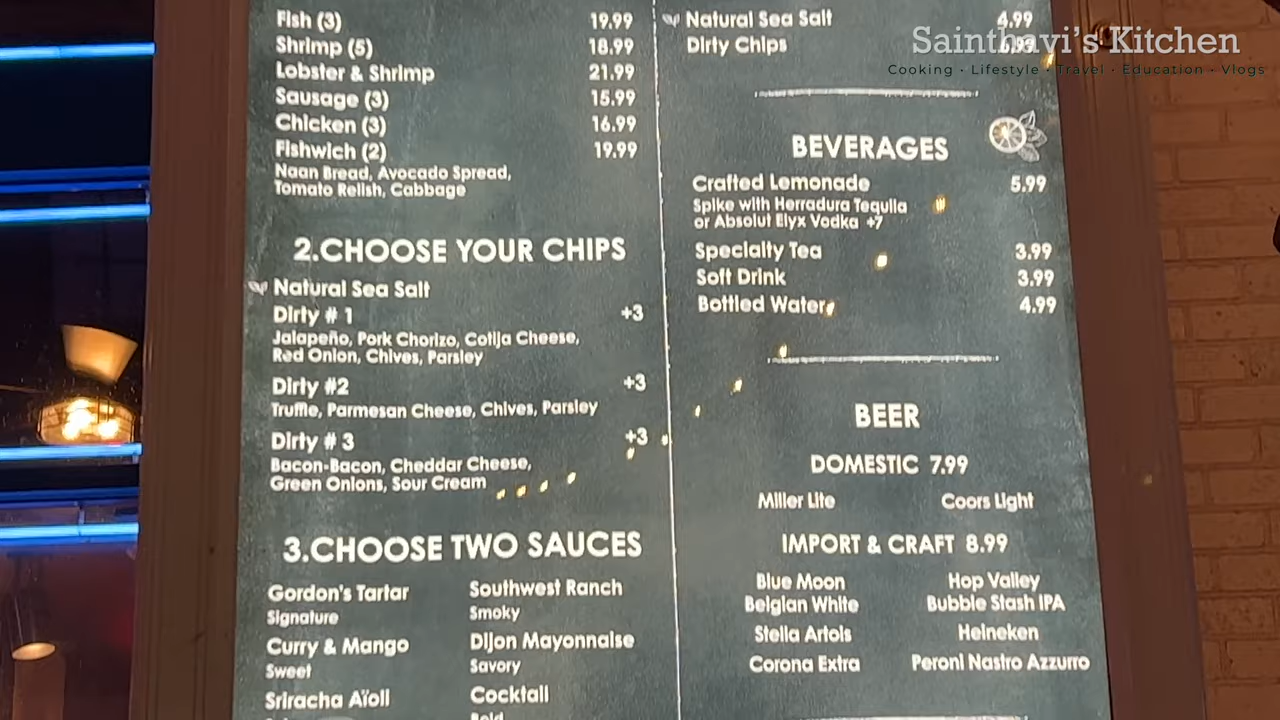 Fish (3) 19.99
Shrimp (5) 18.99
Lobster & Shrimp 21.99
Sausage (3) 15.99
Chicken (3) 16.99
Fishwich (2) 19.99
Naan Bread, Avocado Spread,
Tomato Relish, Cabbage
2.CHOOSE YOUR CHIPS
Natural Sea Salt
Dirty # 1 +3
Jalapeño, Pork Chorizo, Cotija Cheese,
Red Onion, Chives, Parsley
Dirty #2 +3
Truffle, Parmesan Cheese, Chives, Parsley
Dirty # 3 +3
Bacon-Bacon, Cheddar Cheese,
Green Onions, Sour Cream
3.CHOOSE TWO SAUCES
Gordon's Tartar Southwest Ranch
Signature Smoky
Curry & Mango Dijon Mayonnaise
Sweet Savory
Sriracha Aïoli Cocktail
Bold
Natural Sea Salt 4.99
Dirty Chips 6.99
Sainthavi's Kitchen
Cooking · Lifestyle · Travel · Education · Vlogs
BEVERAGES
Crafted Lemonade 5.99
Spike with Herradura Tequila
or Absolut Elyx Vodka +7
Specialty Tea 3.99
Soft Drink 3.99
Bottled Water 4.99
BEER
DOMESTIC 7.99
Miller Lite Coors Light
IMPORT & CRAFT 8.99
Blue Moon Hop Valley
Belgian White Bubble Stash IPA
Stella Artois Heineken
Corona Extra Peroni Nastro Azzurro